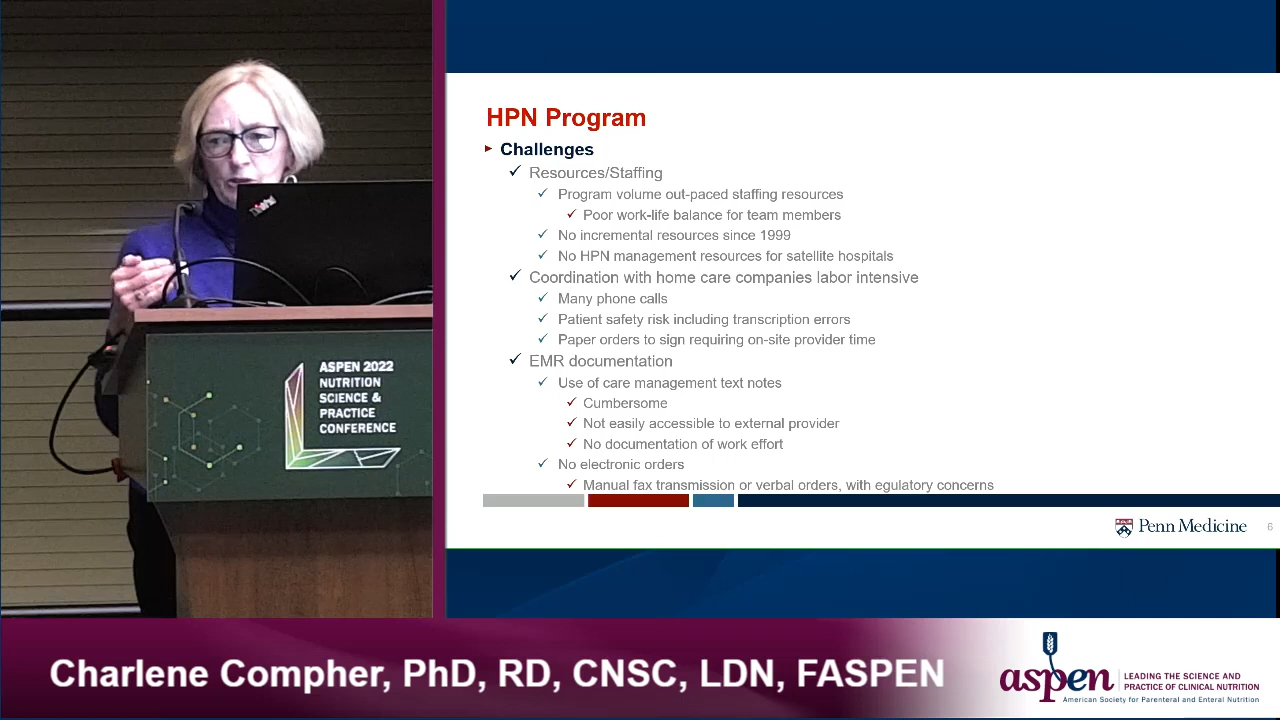 HPN Program
Challenges
Resources/Staffing
Program volume out-paced staffing resources
Poor work-life balance for team members
No incremental resources since 1999
No HPN management resources for satellite hospitals
Coordination with home care companies labor intensive
Many phone calls
Patient safety risk including transcription errors
Paper orders to sign requiring on-site provider time
EMR documentation
Use of care management text notes
Cumbersome
Not easily accessible to external provider
No documentation of work effort
No electronic orders
Manual fax transmission or verbal orders, with egulatory concerns
Penn Medicine
6
ASPEN 2022
NUTRITION
SCIENCE &
PRACTICE
CONFERENCE
Charlene Compher, PhD, RD, CNSC, LDN, FASPEN
aspen
LEADING THE SCIENCE AND
PRACTICE OF CLINICAL NUTRITION
American Society for Parenteral and Enteral Nutrition